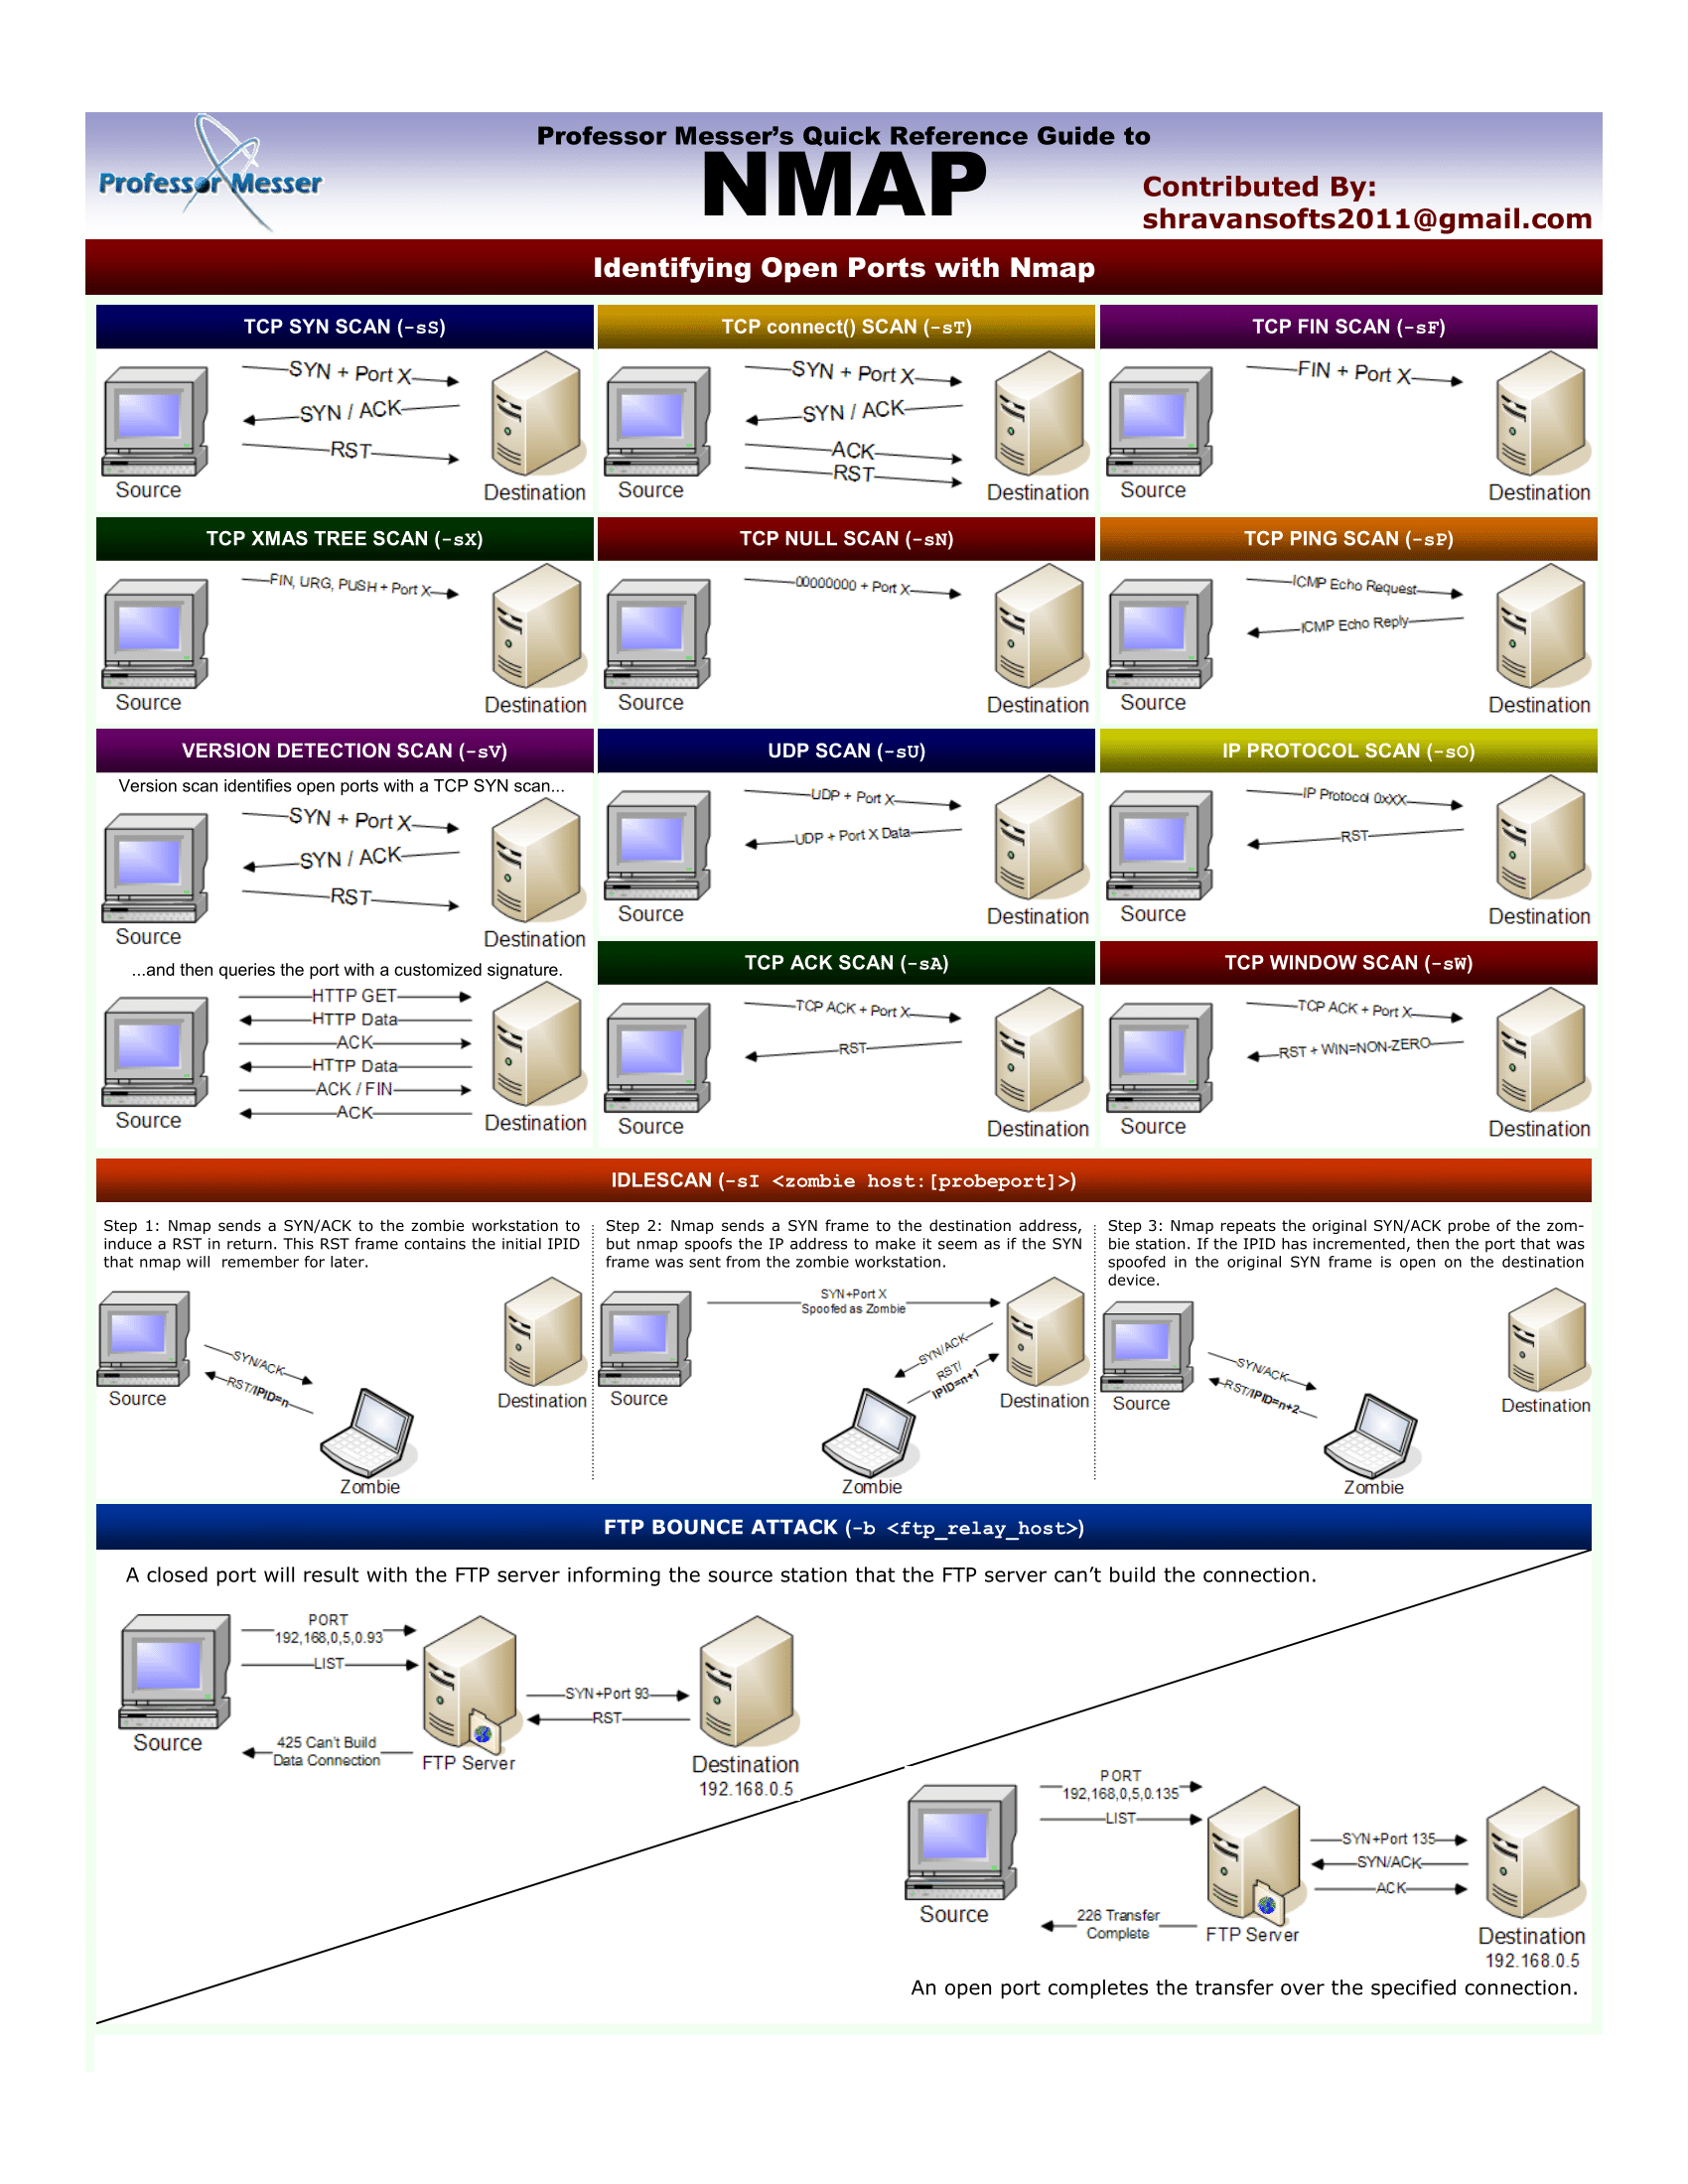 Professor Messer
Professor Messer's Quick Reference Guide to
NMAP
Contributed By:
shravansofts2011@gmail.com
Identifying Open Ports with Nmap
TCP SYN SCAN (-sS)
SYN + Port X
SYN / ACK
RST
Source
Destination
TCP connect() SCAN (-sT)
SYN + Port X
SYN / ACK
ACK
RST
Source
Destination
TCP FIN SCAN (-sF)
FIN + Port X
Source
Destination
TCP XMAS TREE SCAN (-sX)
FIN, URG, PUSH + Port X
Source
Destination
TCP NULL SCAN (-sN)
00000000 + Port X
Source
Destination
TCP PING SCAN (-sP)
ICMP Echo Request
ICMP Echo Reply
Source
Destination
VERSION DETECTION SCAN (-sV)
Version scan identifies open ports with a TCP SYN scan...
SYN + Port X
SYN / ACK
RST
Source
Destination
...and then queries the port with a customized signature.
HTTP GET
HTTP Data
ACK
HTTP Data
ACK / FIN
ACK
Source
Destination
UDP SCAN (-sU)
UDP + Port X
UDP + Port X Data
Source
Destination
IP PROTOCOL SCAN (-sO)
IP Protocol 0xXX
RST
Source
Destination
TCP ACK SCAN (-sA)
TCP ACK + Port X
RST
Source
Destination
TCP WINDOW SCAN (-sW)
TCP ACK + Port X
RST + WIN=NON-ZERO
Source
Destination
IDLESCAN (-sI <zombie host:[probeport]>)
Step 1: Nmap sends a SYN/ACK to the zombie workstation to
induce a RST in return. This RST frame contains the initial IPID
that nmap will remember for later.
SYN/ACK
RST/IPID=n
Source
Destination
Zombie
Step 2: Nmap sends a SYN frame to the destination address,
but nmap spoofs the IP address to make it seem as if the SYN
frame was sent from the zombie workstation.
SYN+Port X
Spoofed as Zombie
SYN/ACK
RST/
IPID=n+1
Source
Destination
Zombie
Step 3: Nmap repeats the original SYN/ACK probe of the zom-
bie station. If the IPID has incremented, then the port that was
spoofed in the original SYN frame is open on the destination
device.
SYN/ACK
RST/IPID=n+2
Source
Destination
Zombie
FTP BOUNCE ATTACK (-b <ftp_relay_host>)
A closed port will result with the FTP server informing the source station that the FTP server can't build the connection.
PORT
192,168,0,5,0.93
LIST
SYN+Port 93
RST
425 Can't Build
Data Connection
Source
FTP Server
Destination
192.168.0.5
PORT
192,168,0,5,0.135
LIST
SYN+Port 135
SYN/ACK
ACK
226 Transfer
Complete
Source
FTP Server
Destination
192.168.0.5
An open port completes the transfer over the specified connection.